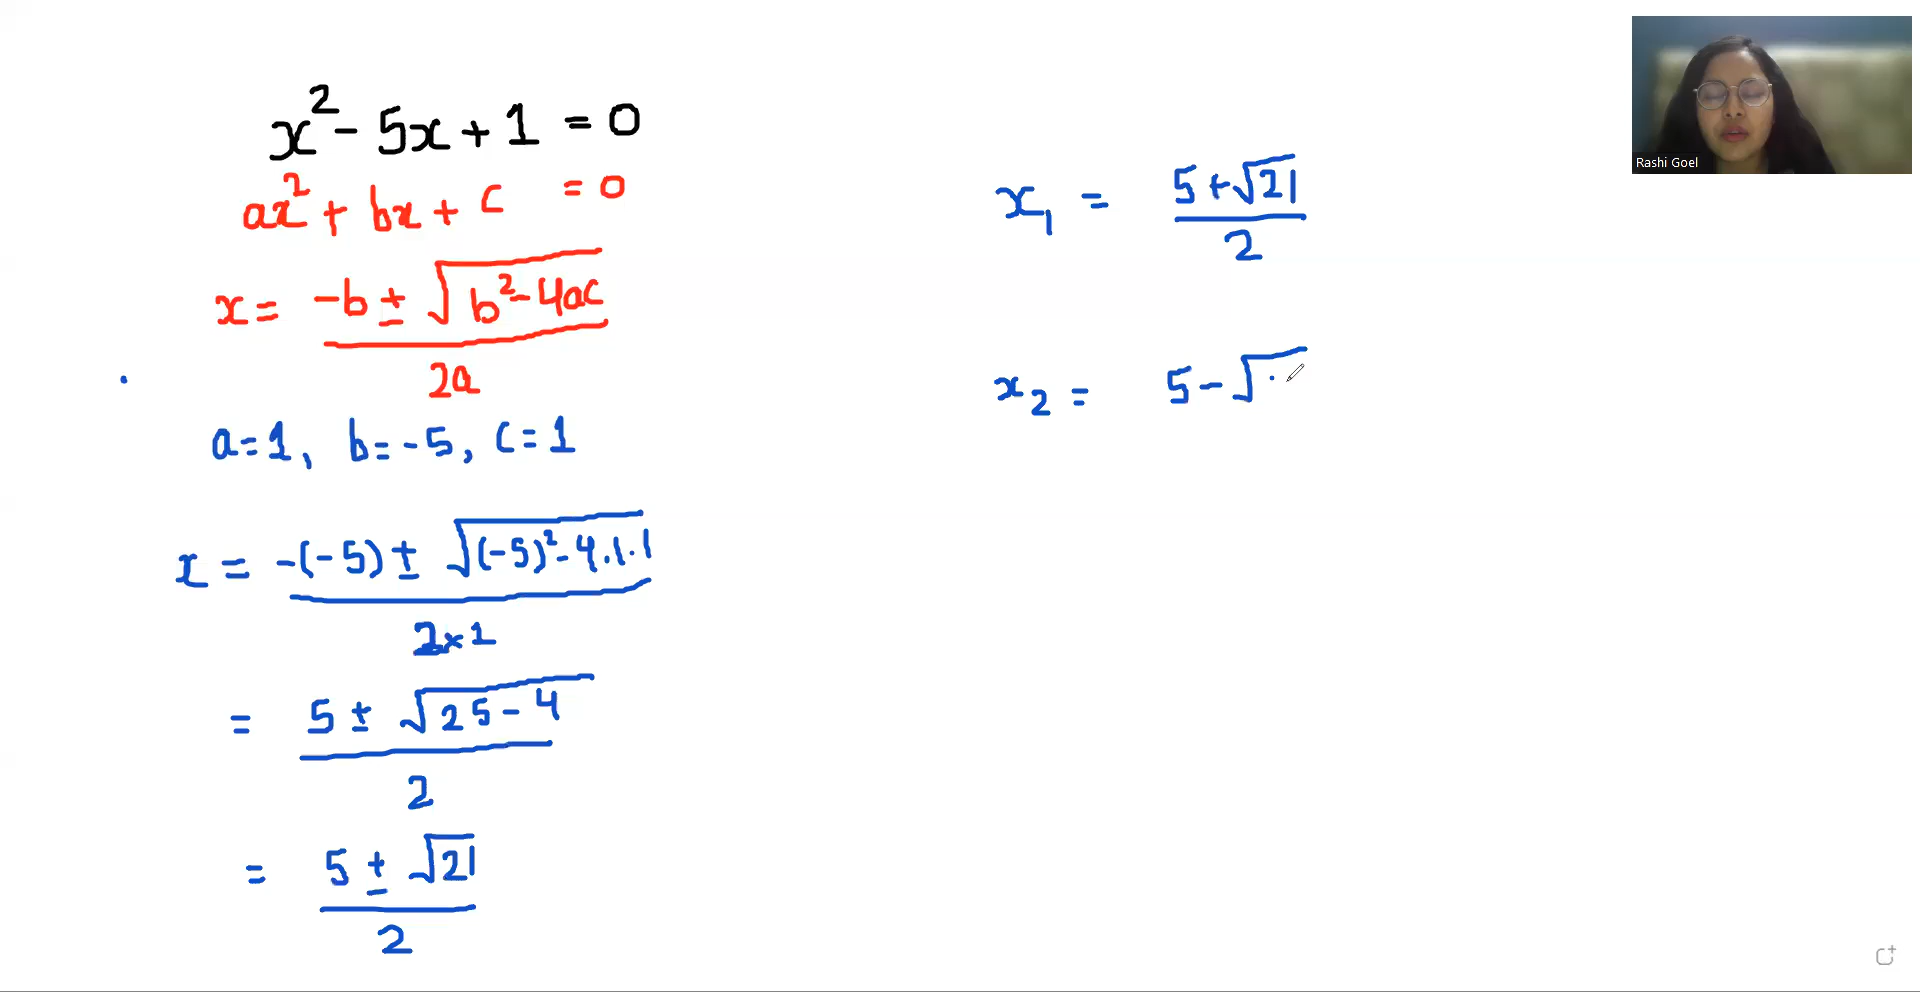 x² - 5x + 1 = 0
ax² + bx + c = 0
x = -b ± √(b² - 4ac)
2a
a = 1, b = -5, c = 1
x = -(-5) ± √((-5)² - 4.1.1)
2×1
= 5 ± √(25 - 4)
2
= 5 ± √21
2
x₁ = 5 + √21
2
x₂ = 5 - √
Rashi Goel